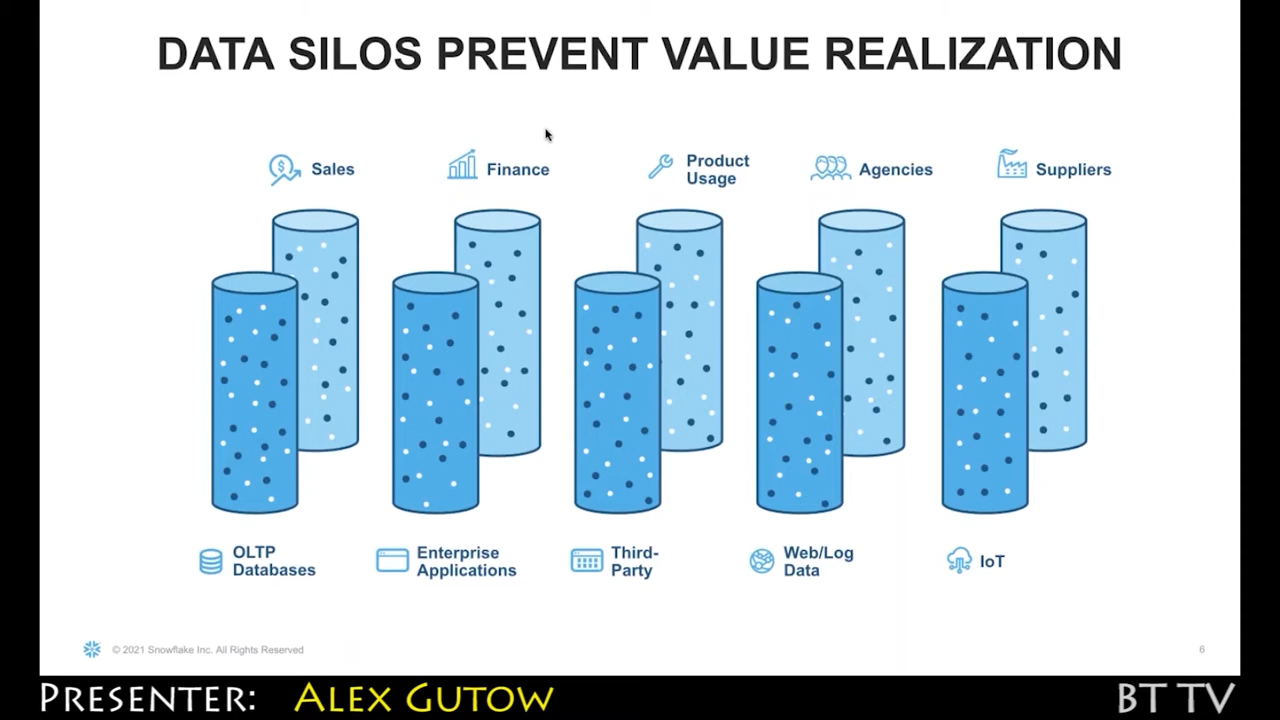 DATA SILOS PREVENT VALUE REALIZATION
Sales
Finance
Product
Usage
Agencies
Suppliers
OLTP
Databases
Enterprise
Applications
Third-
Party
Web/Log
Data
IoT
© 2021 Snowflake Inc. All Rights Reserved
6
PRESENTER: ALEX GUTOW
BT TV